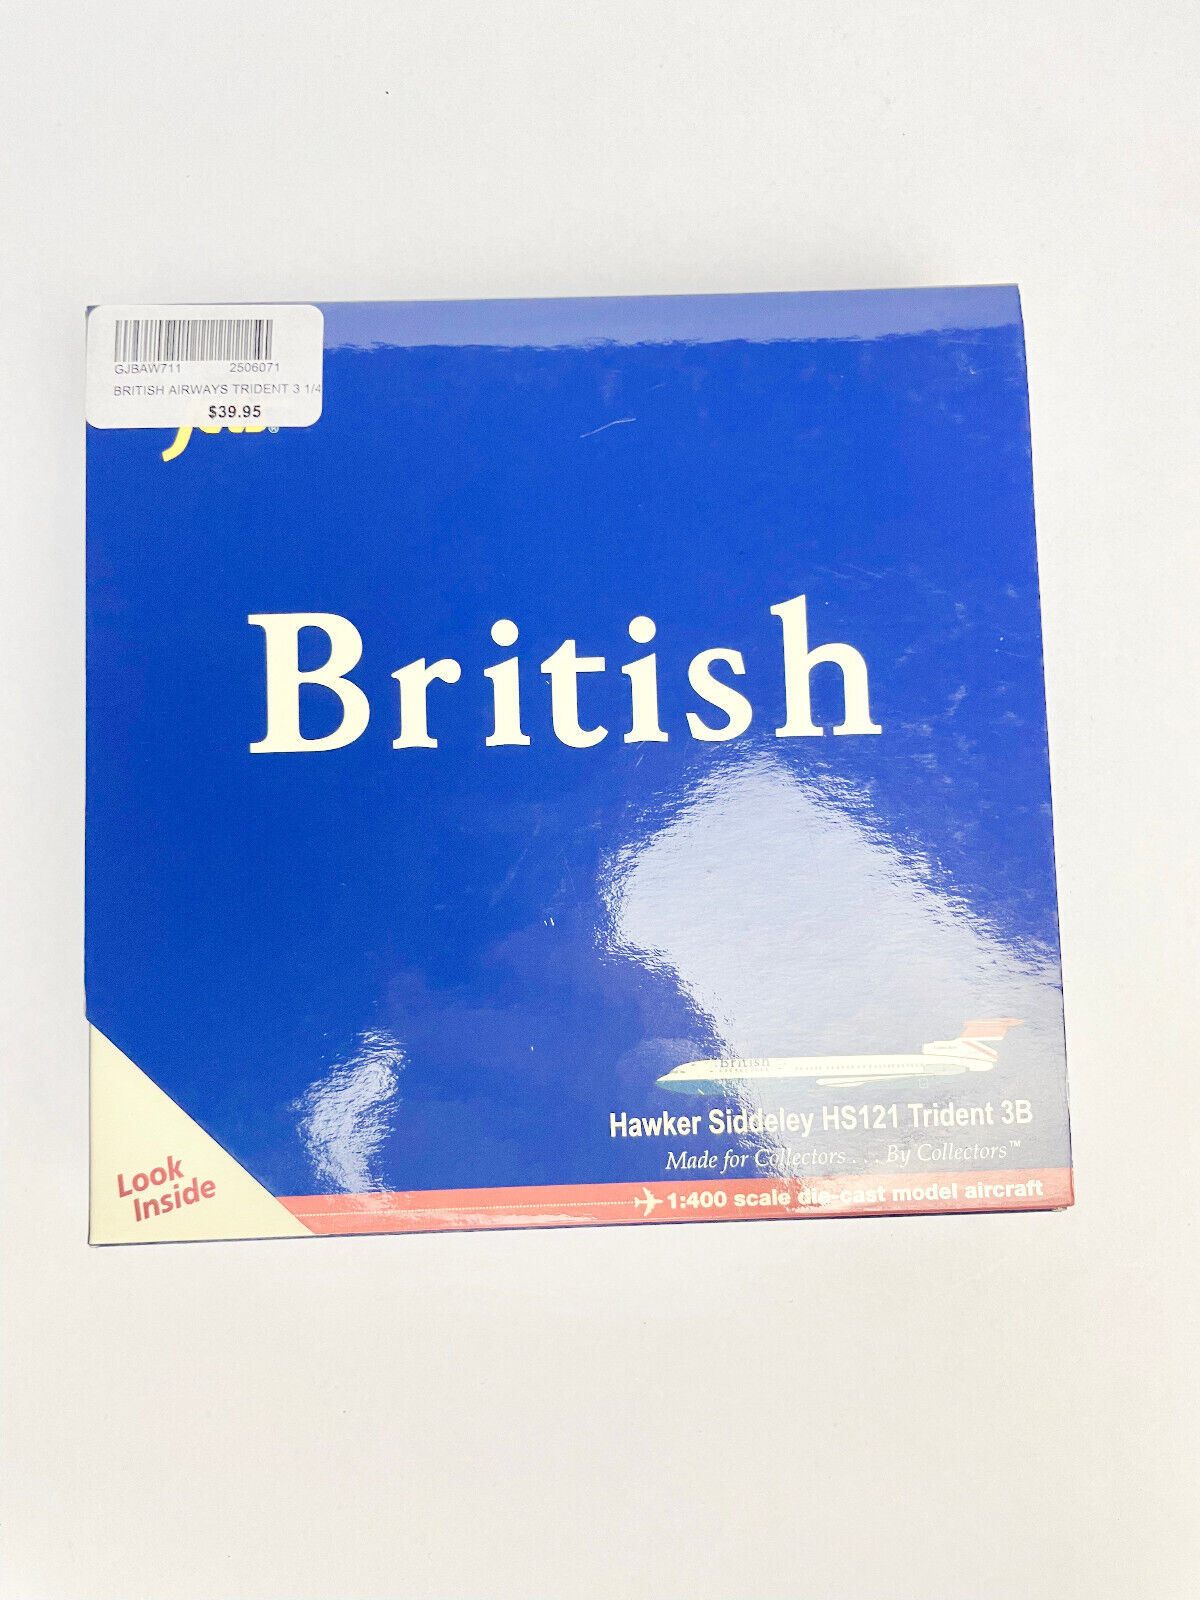 GJBAW711 2506071
BRITISH AIRWAYS TRIDENT 3 1/4
$39.95
British
British
Hawker Siddeley HS121 Trident 3B
Made for Collectors . . . By Collectors™
1:400 scale die-cast model aircraft
Look
Inside